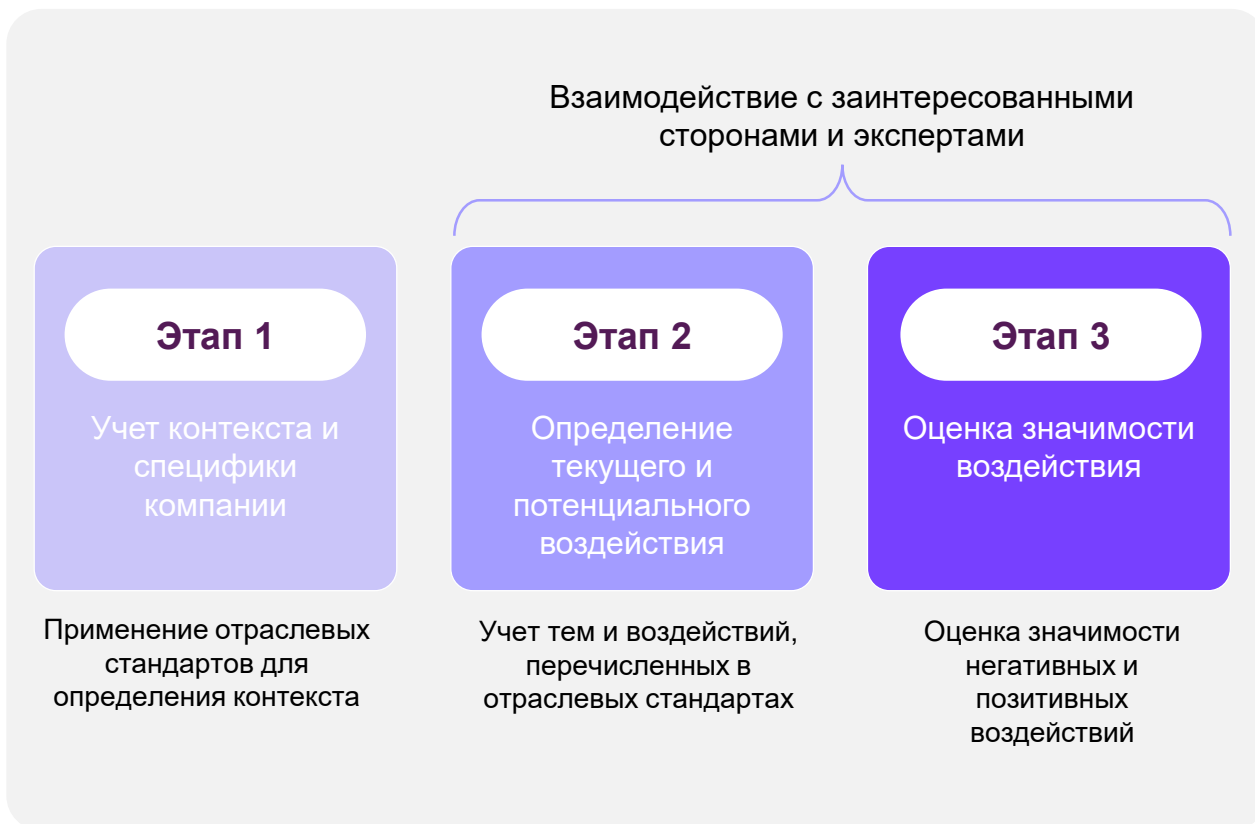 Взаимодействие с заинтересованными
сторонами и экспертами
Этап 1
Учет контекста и
специфики
компании
Применение отраслевых
стандартов для
определения контекста
Этап 2
Определение
текущего и
потенциального
воздействия
Учет тем и воздействий,
перечисленных в
отраслевых стандартах
Этап 3
Оценка значимости
воздействия
Оценка значимости
негативных и
позитивных
воздействий